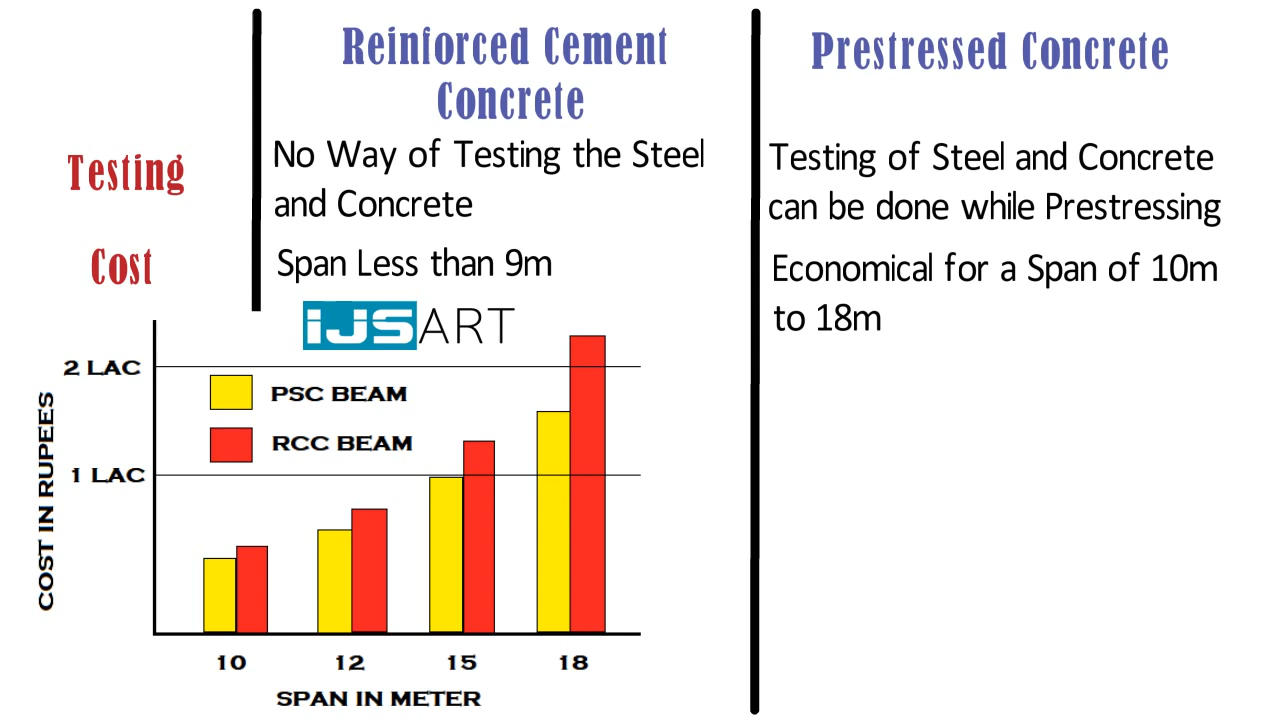 Reinforced Cement
Concrete
Prestressed Concrete
Testing
No Way of Testing the Steel
and Concrete
Testing of Steel and Concrete
can be done while Prestressing
Cost
Span Less than 9m
Economical for a Span of 10m
to 18m
iJSART
2 LAC
PSC BEAM
RCC BEAM
1 LAC
COST IN RUPEES
10 12 15 18
SPAN IN METER